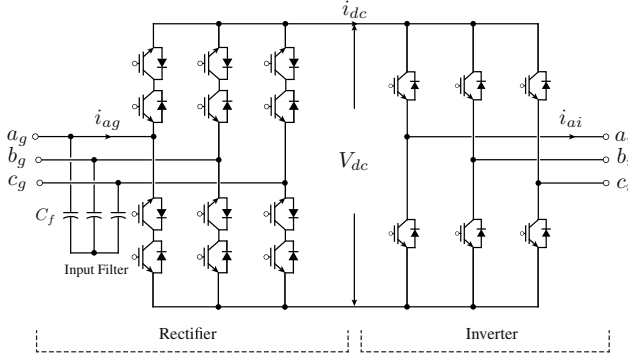 i_dc
i_ag
a_g
b_g
c_g
C_f
Input Filter
V_dc
i_ai
a
b
c
Rectifier
Inverter